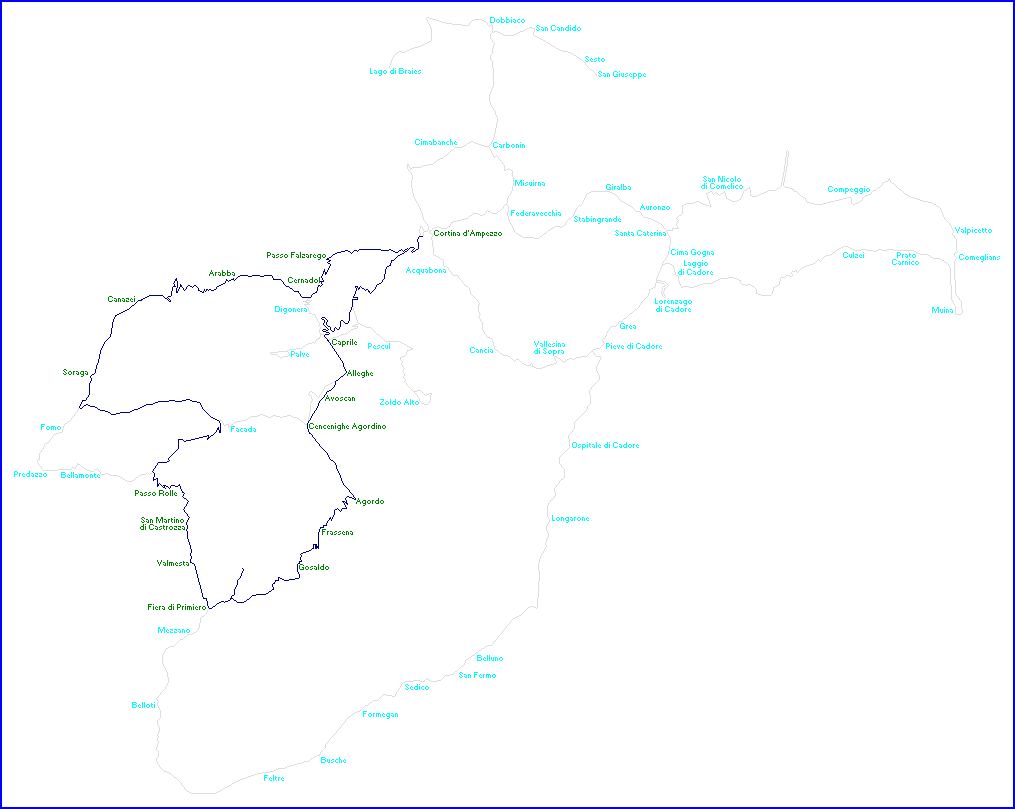 Dobbiaco
San Candido
Sesto
Lago di Braies
San Giuseppe
Cimabanche
Carbonin
Misurina
San Nicolo
di Comelico
Giralba
Compeggio
Auronzo
Federavecchia
Stabingrande
Santa Caterina
Valpicetto
Cortina d'Ampezzo
Passo Falzarego
Cima Gogna
Culzei
Prato
Carnico
Comeglians
Laggio
di Cadore
Acquabona
Arabba
Cernadoi
Canazei
Lorenzago
di Cadore
Digonera
Muina
Grea
Caprile
Pescul
Vallesina
di Sopra
Pieve di Cadore
Cancia
Palve
Soraga
Alleghe
Avoscan
Zoldo Alto
Forno
Facada
Cencenighe Agordino
Ospitale di Cadore
Predazzo
Bellamonte
Passo Rolle
Agordo
San Martino
di Castrozza
Longarone
Frassena
Valmesta
Gosaldo
Fiera di Primiero
Mezzano
Belluno
San Fermo
Sedico
Belloti
Formegan
Busche
Feltre